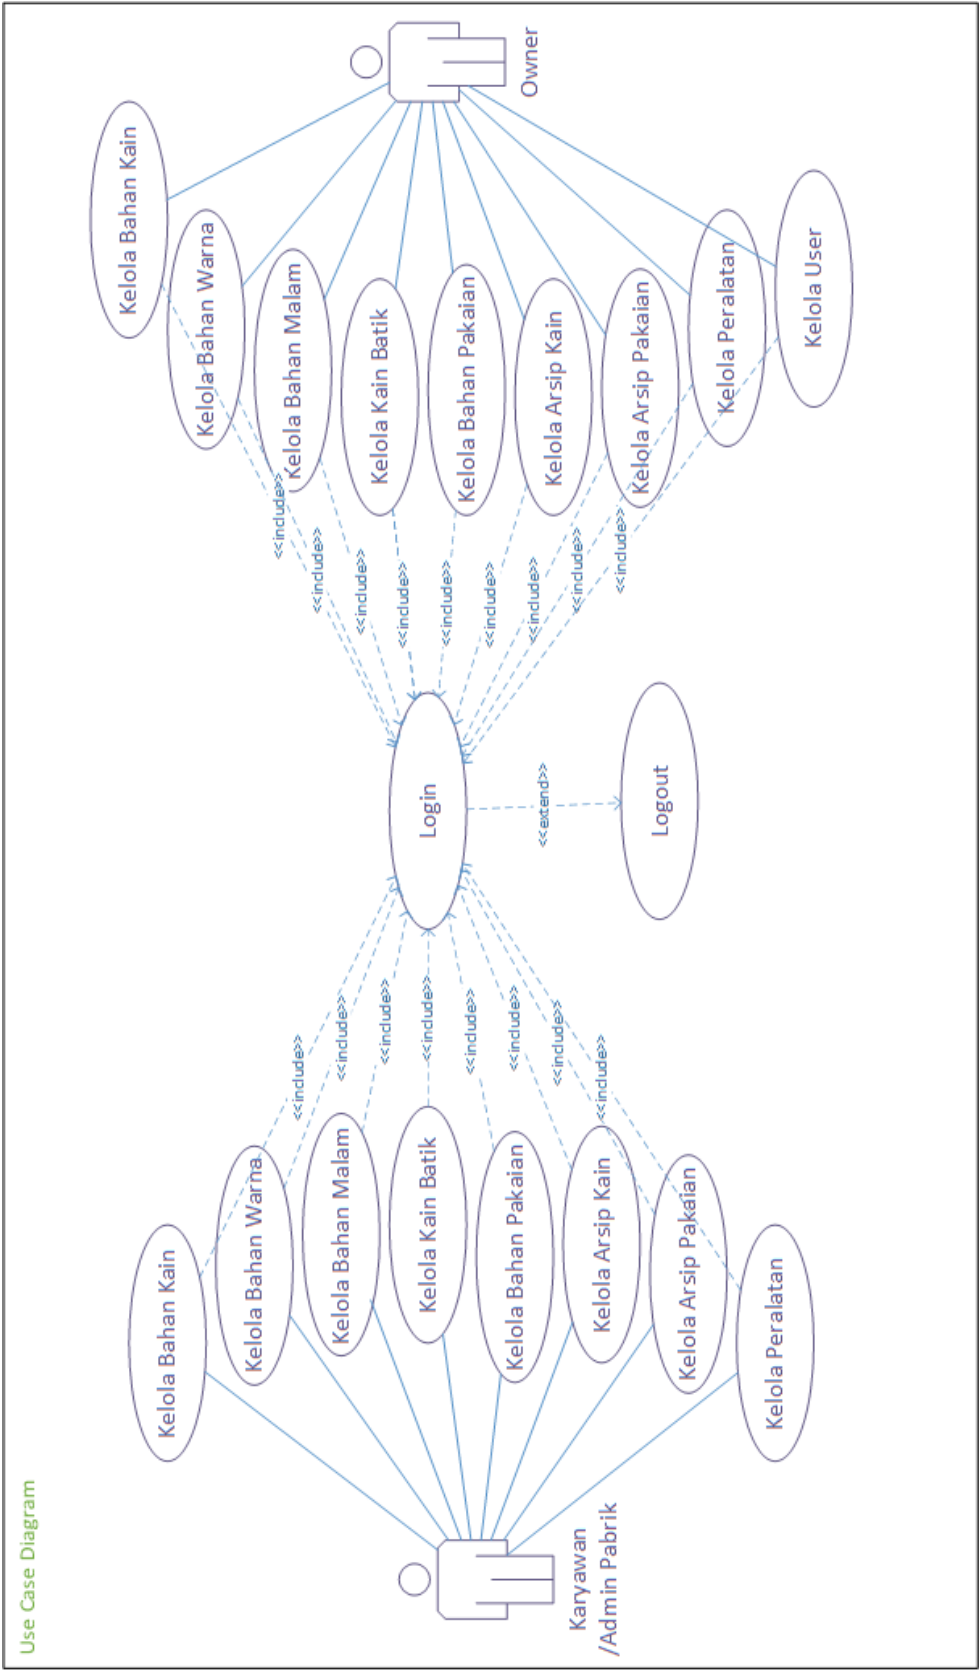 Use Case Diagram
Karyawan
/Admin Pabrik
Kelola Bahan Kain
Kelola Bahan Warna
Kelola Bahan Malam
Kelola Kain Batik
Kelola Bahan Pakaian
Kelola Arsip Kain
Kelola Arsip Pakaian
Kelola Peralatan
<<include>>
<<include>>
<<include>>
<<include>>
<<include>>
<<include>>
<<include>>
<<include>>
Login
<<extend>>
Logout
<<include>>
<<include>>
<<include>>
<<include>>
<<include>>
<<include>>
<<include>>
<<include>>
<<include>>
Kelola Bahan Kain
Kelola Bahan Warna
Kelola Bahan Malam
Kelola Kain Batik
Kelola Bahan Pakaian
Kelola Arsip Kain
Kelola Arsip Pakaian
Kelola Peralatan
Kelola User
Owner